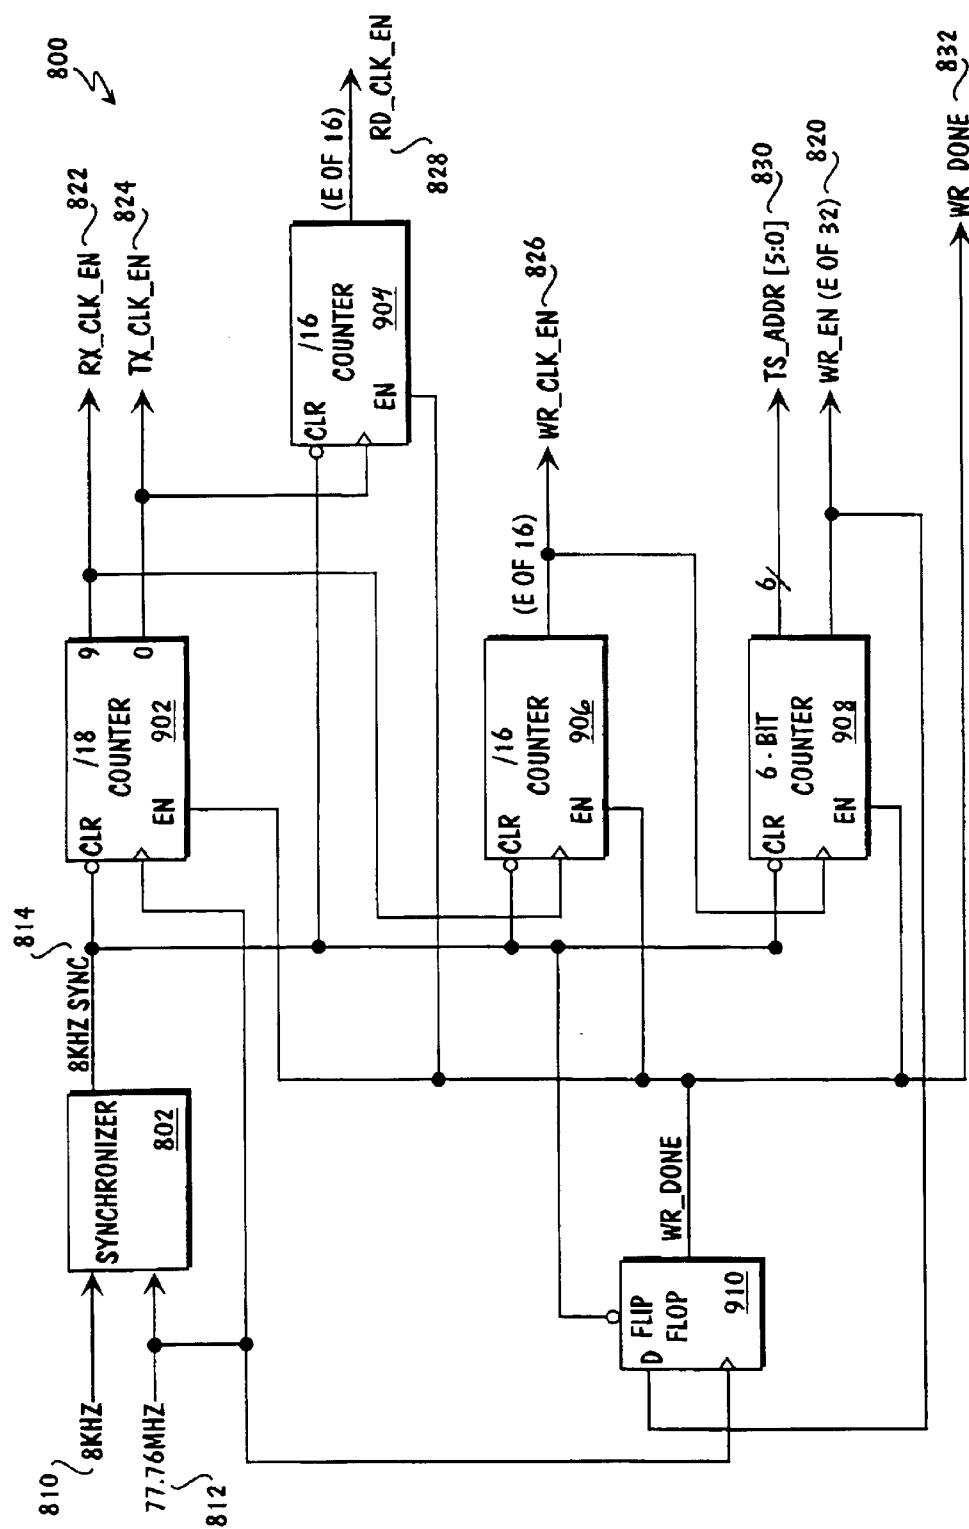 800
810
8KHZ
77.76MHZ
812
SYNCHRONIZER
802
8KHZ SYNC
814
CLR
/18
COUNTER
902
EN
9
0
RX_CLK_EN
822
TX_CLK_EN
824
CLR
/16
COUNTER
904
EN
(E OF 16)
RD_CLK_EN
828
CLR
/16
COUNTER
906
EN
(E OF 16)
WR_CLK_EN
826
CLR
6-BIT
COUNTER
908
EN
6
TS_ADDR [5:0]
830
WR_EN (E OF 32)
820
D
FLIP
FLOP
910
WR_DONE
WR_DONE
832